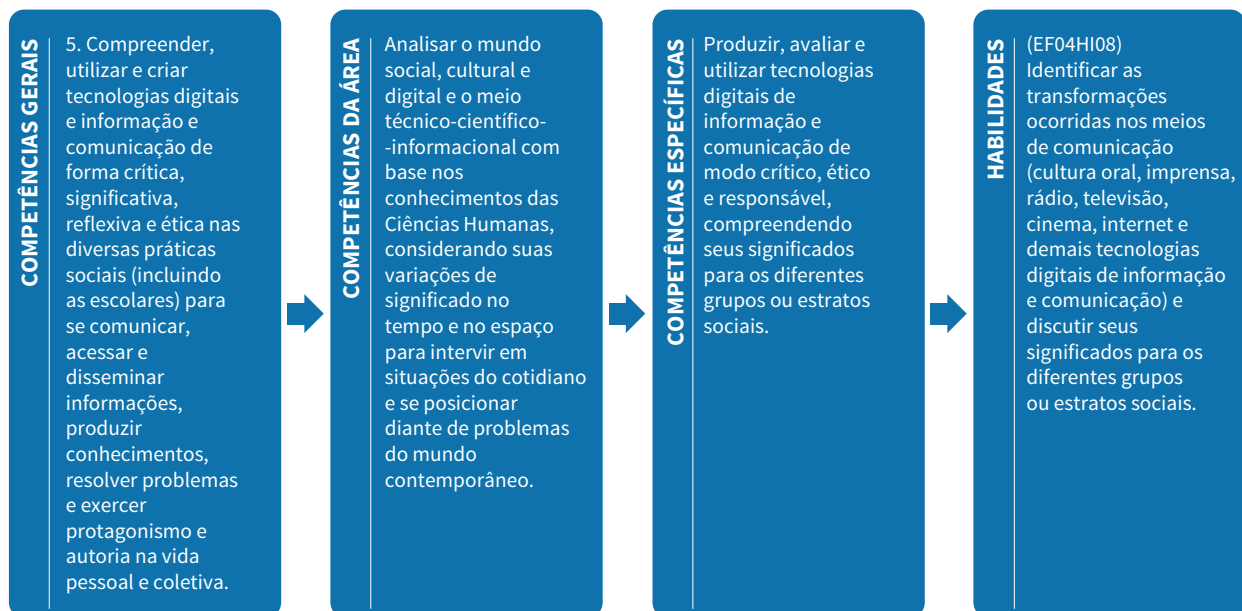 COMPETÊNCIAS GERAIS
5. Compreender,
utilizar e criar
tecnologias digitais
e informação e
comunicação de
forma crítica,
significativa,
reflexiva e ética nas
diversas práticas
sociais (incluindo
as escolares) para
se comunicar,
acessar e
disseminar
informações,
produzir
conhecimentos,
resolver problemas
e exercer
protagonismo e
autoria na vida
pessoal e coletiva.
COMPETÊNCIAS DA ÁREA
Analisar o mundo
social, cultural e
digital e o meio
técnico-científico-
-informacional com
base nos
conhecimentos das
Ciências Humanas,
considerando suas
variações de
significado no
tempo e no espaço
para intervir em
situações do cotidiano
e se posicionar
diante de problemas
do mundo
contemporâneo.
COMPETÊNCIAS ESPECÍFICAS
Produzir, avaliar e
utilizar tecnologias
digitais de
informação e
comunicação de
modo crítico, ético
e responsável,
compreendendo
seus significados
para os diferentes
grupos ou estratos
sociais.
HABILIDADES
(EF04HI08)
Identificar as
transformações
ocorridas nos meios
de comunicação
(cultura oral, imprensa,
rádio, televisão,
cinema, internet e
demais tecnologias
digitais de informação
e comunicação) e
discutir seus
significados para os
diferentes grupos
ou estratos sociais.